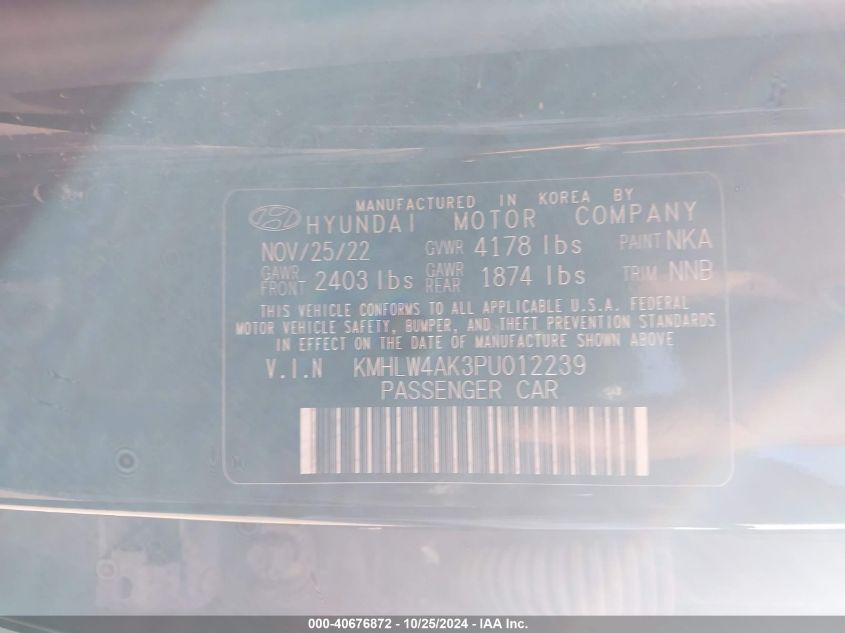 MANUFACTURED IN KOREA BY
HYUNDAI MOTOR COMPANY
NOV/25/22 GVWR 4178 lbs PAINT NKA
GAWR FRONT 2403 lbs GAWR REAR 1874 lbs TRIM NNB
THIS VEHICLE CONFORMS TO ALL APPLICABLE U.S.A. FEDERAL
MOTOR VEHICLE SAFETY, BUMPER, AND THEFT PREVENTION STANDARDS
IN EFFECT ON THE DATE OF MANUFACTURE SHOWN ABOVE
V.I.N KMHLW4AK3PU012239
PASSENGER CAR
000-40676872 - 10/25/2024 - IAA Inc.